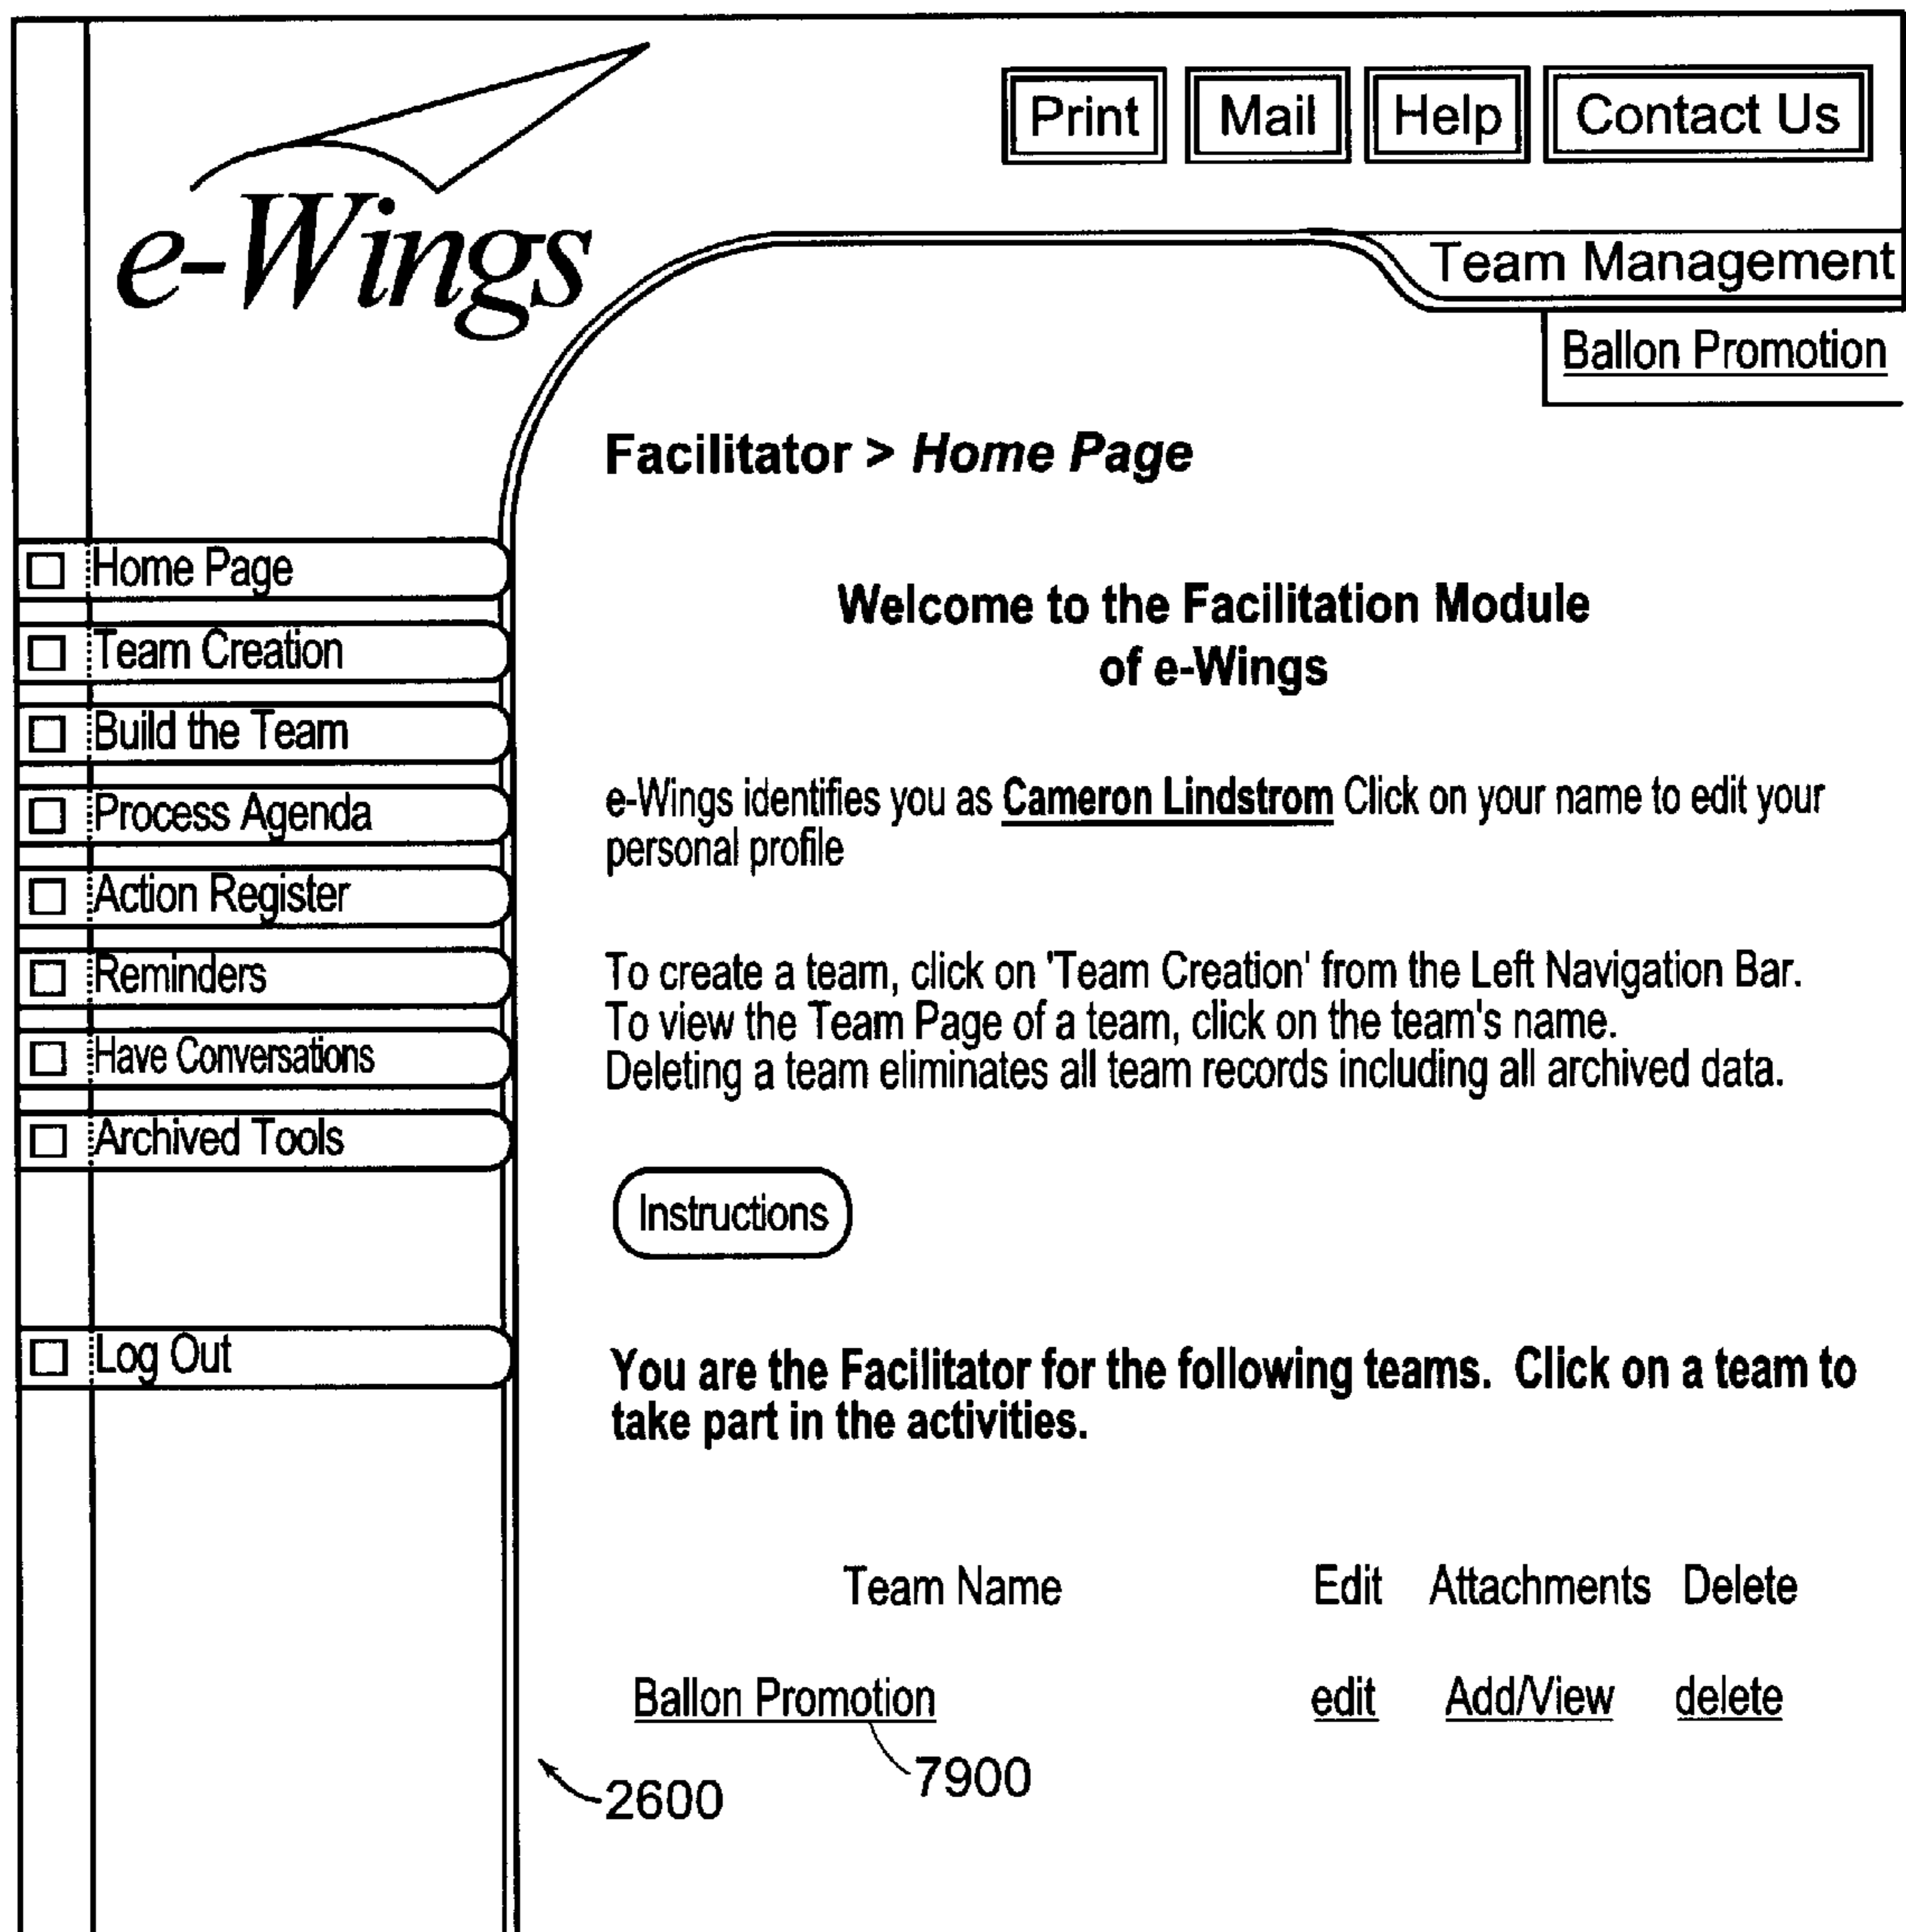 e-Wings
Print Mail Help Contact Us
Team Management
Ballon Promotion
Facilitator > Home Page
Home Page
Team Creation
Build the Team
Process Agenda
Action Register
Reminders
Have Conversations
Archived Tools
Log Out
Welcome to the Facilitation Module
of e-Wings
e-Wings identifies you as Cameron Lindstrom Click on your name to edit your
personal profile
To create a team, click on 'Team Creation' from the Left Navigation Bar.
To view the Team Page of a team, click on the team's name.
Deleting a team eliminates all team records including all archived data.
Instructions
You are the Facilitator for the following teams. Click on a team to
take part in the activities.
Team Name Edit Attachments Delete
Ballon Promotion edit Add/View delete
7900
2600